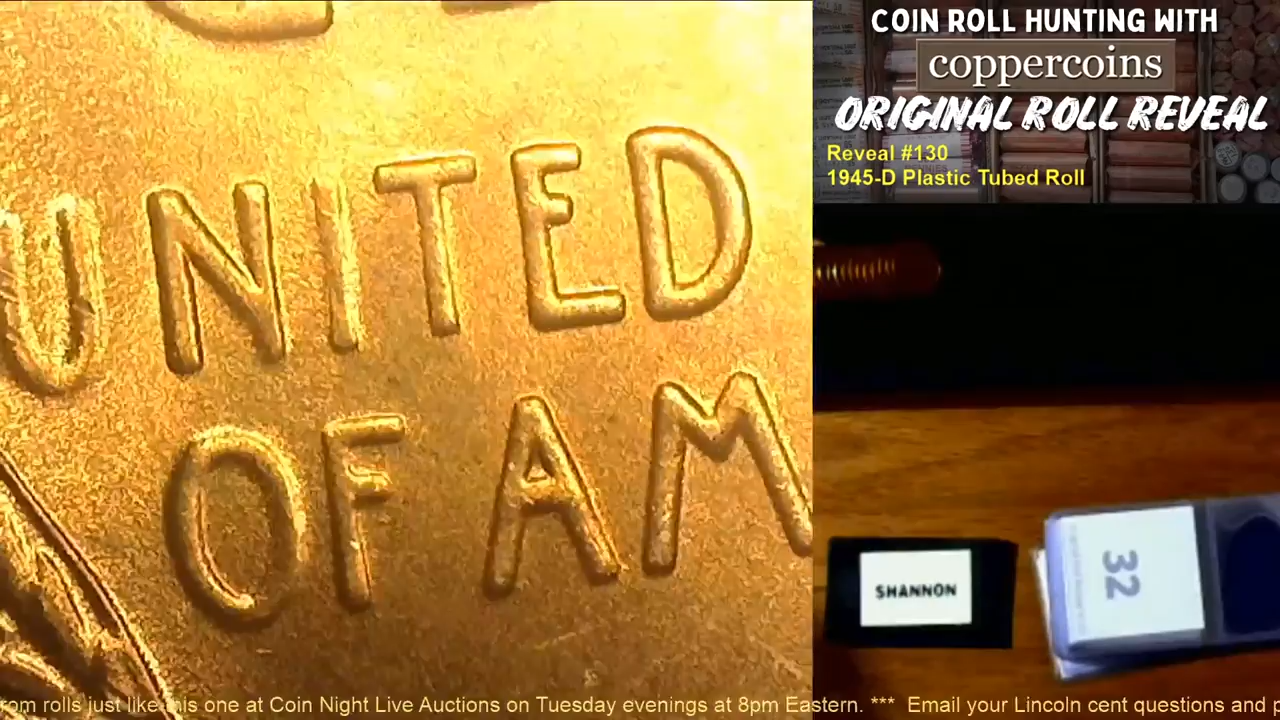 UNITED
OF AM
COIN ROLL HUNTING WITH
coppercoins
ORIGINAL ROLL REVEAL
Reveal #130
1945-D Plastic Tubed Roll
SHANNON
32
rom rolls just like this one at Coin Night Live Auctions on Tuesday evenings at 8pm Eastern. *** Email your Lincoln cent questions and p